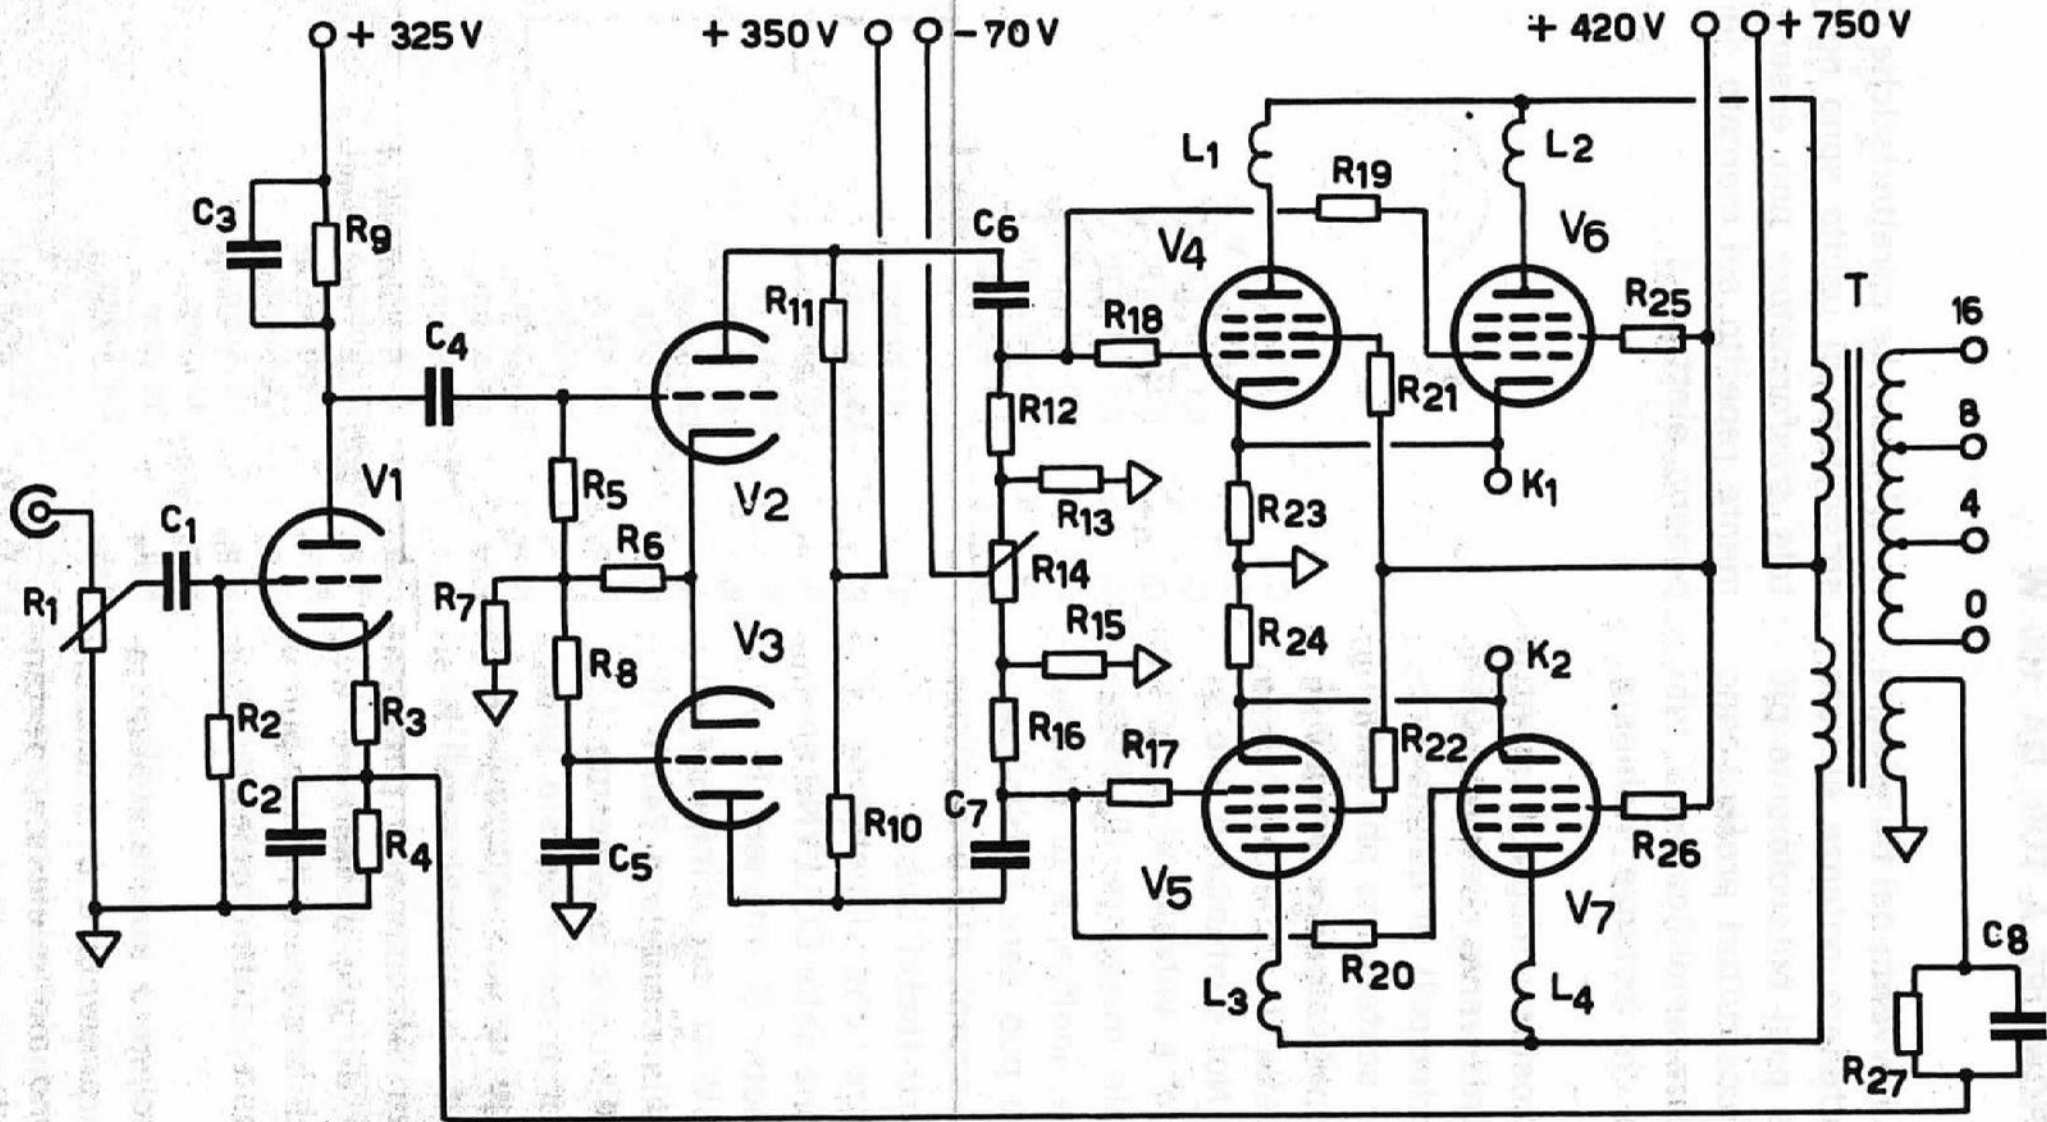 + 325 V
+ 350 V
- 70 V
+ 420 V
+ 750 V
L1
L2
R19
C3
R9
C6
V4
V6
R11
R18
R25
T
16
C4
R12
R21
8
V1
R5
V2
R13
K1
R23
4
C1
R6
R14
R1
R7
V3
R15
R24
K2
0
R8
R2
R3
R16
R17
R22
C2
R4
C5
R10
C7
R26
V5
V7
R20
L3
L4
C8
R27